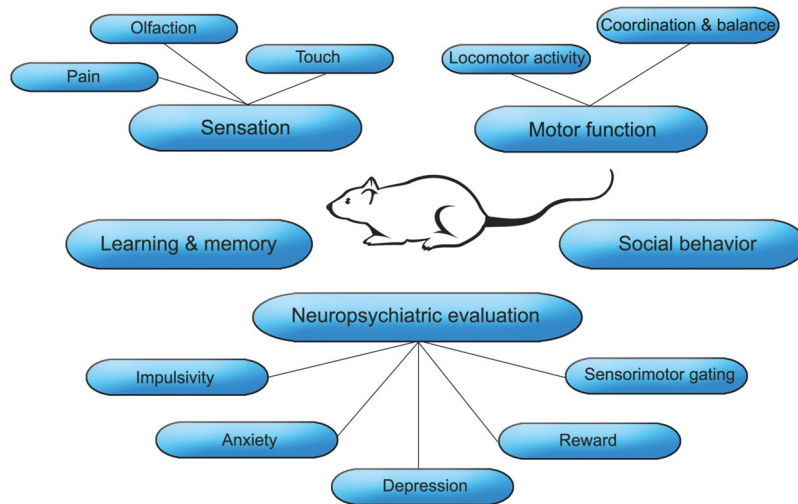 Olfaction
Coordination & balance
Touch
Locomotor activity
Pain
Sensation
Motor function
Learning & memory
Social behavior
Neuropsychiatric evaluation
Impulsivity
Sensorimotor gating
Anxiety
Reward
Depression